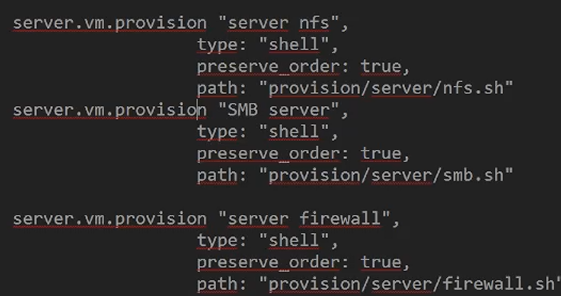 server.vm.provision "server nfs",
type: "shell",
preserve_order: true,
path: "provision/server/nfs.sh"
server.vm.provision "SMB server",
type: "shell",
preserve_order: true,
path: "provision/server/smb.sh"
server.vm.provision "server firewall",
type: "shell",
preserve_order: true,
path: "provision/server/firewall.sh"